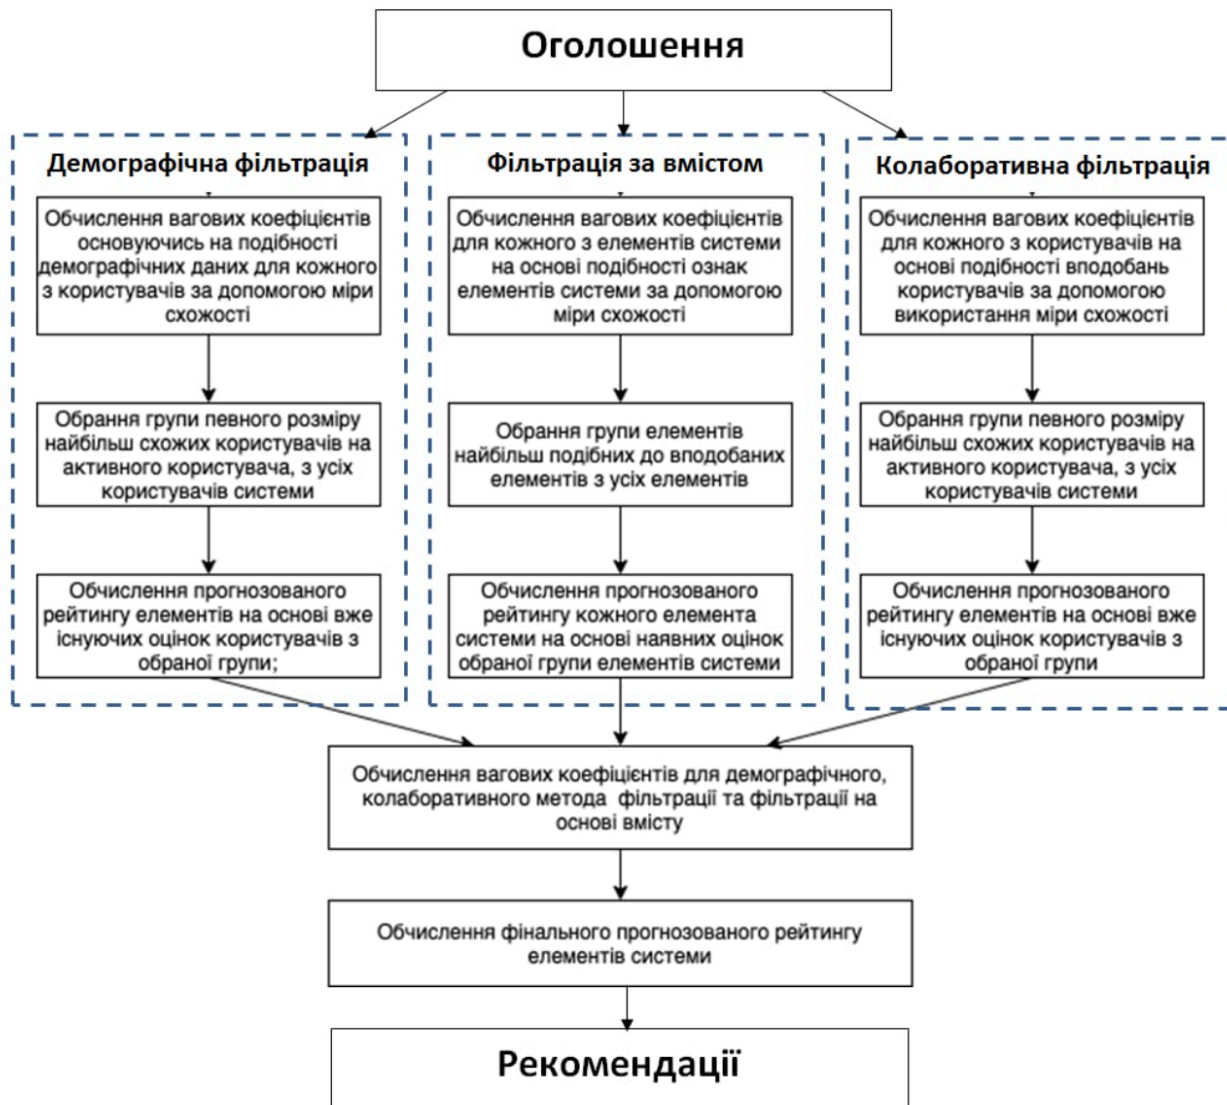 Оголошення
Демографічна фільтрація
Обчислення вагових коефіцієнтів
основуючись на подібності
демографічних даних для кожного
з користувачів за допомогою міри
схожості
Обрання групи певного розміру
найбільш схожих користувачів на
активного користувача, з усіх
користувачів системи
Обчислення прогнозованого
рейтингу елементів на основі вже
існуючих оцінок користувачів з
обраної групи;
Фільтрація за вмістом
Обчислення вагових коефіцієнтів
для кожного з елементів системи
на основі подібності ознак
елементів системи за допомогою
міри схожості
Обрання групи елементів
найбільш подібних до вподобаних
елементів з усіх елементів
Обчислення прогнозованого
рейтингу кожного елемента
системи на основі наявних оцінок
обраної групи елементів системи
Колаборативна фільтрація
Обчислення вагових коефіцієнтів
для кожного з користувачів на
основі подібності вподобань
користувачів за допомогою
використання міри схожості
Обрання групи певного розміру
найбільш схожих користувачів на
активного користувача, з усіх
користувачів системи
Обчислення прогнозованого
рейтингу елементів на основі вже
існуючих оцінок користувачів з
обраної групи
Обчислення вагових коефіцієнтів для демографічного,
колаборативного метода фільтрації та фільтрації на
основі вмісту
Обчислення фінального прогнозованого рейтингу
елементів системи
Рекомендації